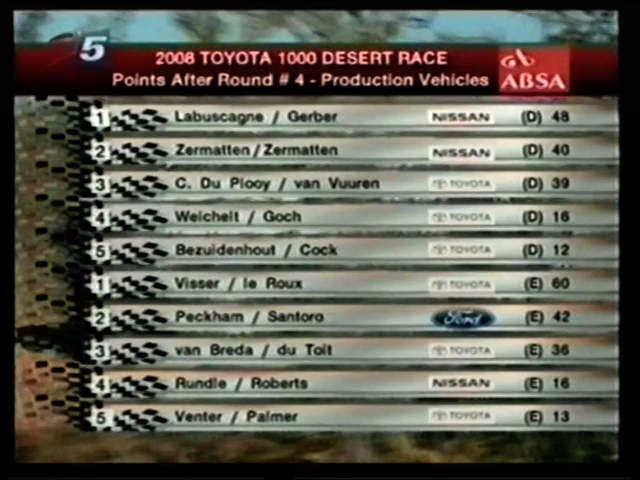 5
2008 TOYOTA 1000 DESERT RACE
Points After Round # 4 - Production Vehicles
ABSA
1 Labuscagne / Gerber NISSAN (D) 48
2 Zermatten / Zermatten NISSAN (D) 40
3 C. Du Plooy / van Vuuren TOYOTA (D) 39
4 Weichelt / Goch TOYOTA (D) 16
5 Bezuidenhout / Cock TOYOTA (D) 12
1 Visser / le Roux TOYOTA (E) 60
2 Peckham / Santoro Ford (E) 42
3 van Breda / du Toit TOYOTA (E) 36
4 Rundle / Roberts NISSAN (E) 16
5 Venter / Palmer TOYOTA (E) 13